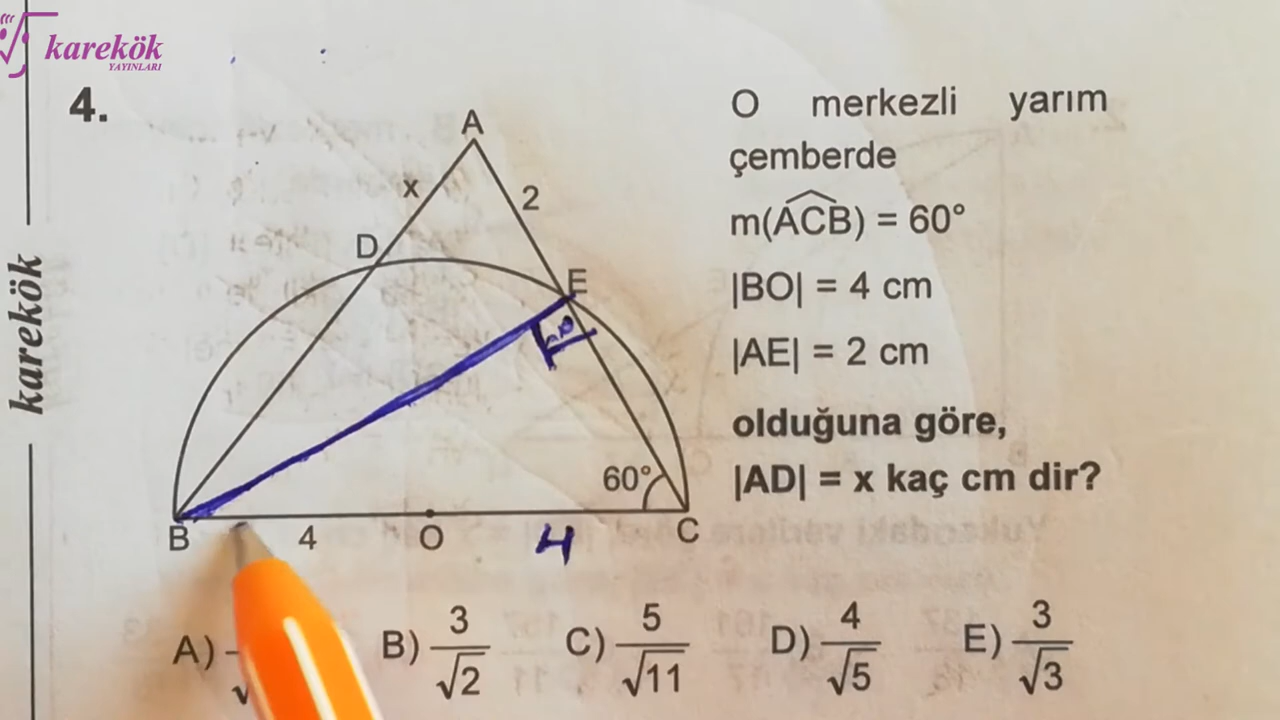 karekök
YAYINLARI
karekök
4.
O merkezli yarım
çemberde
m(ACB) = 60°
|BO| = 4 cm
|AE| = 2 cm
olduğuna göre,
|AD| = x kaç cm dir?
A
x
2
D
E
60°
B
4
O
4
C
A)
B) 3/√2
C) 5/√11
D) 4/√5
E) 3/√3